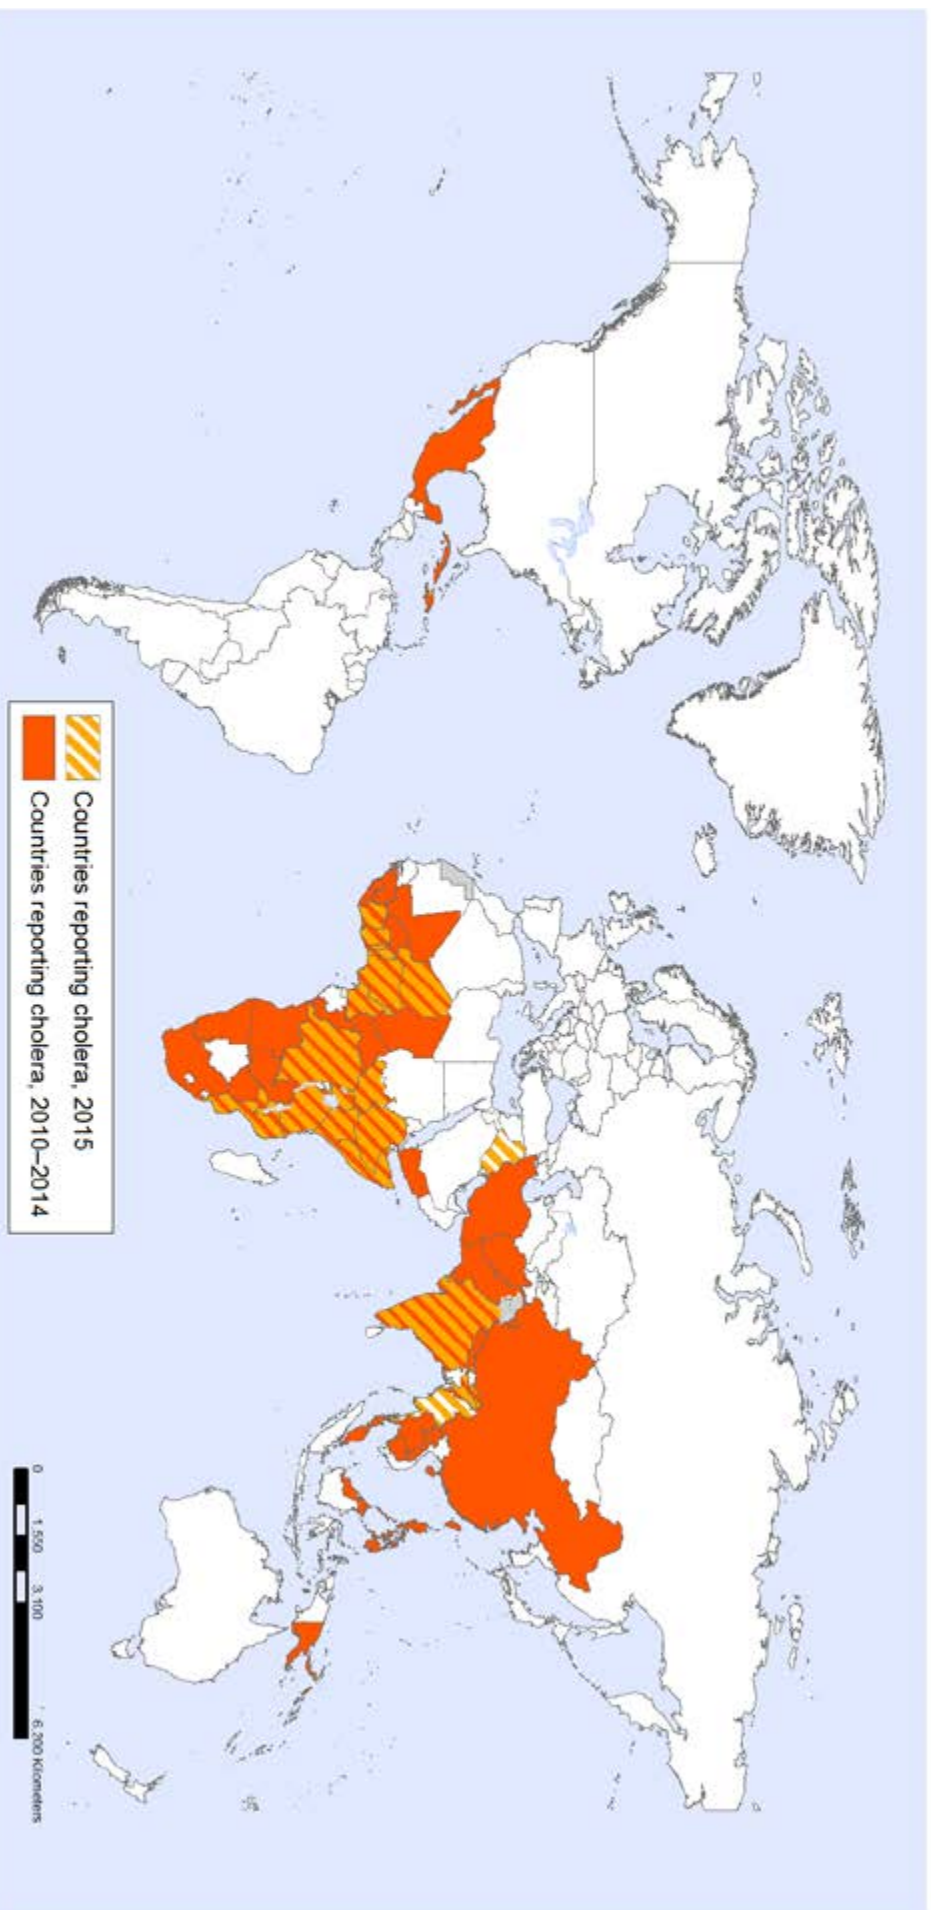 Countries reporting cholera, 2015
Countries reporting cholera, 2010–2014
0 1,550 3,100 6,200 Kilometers